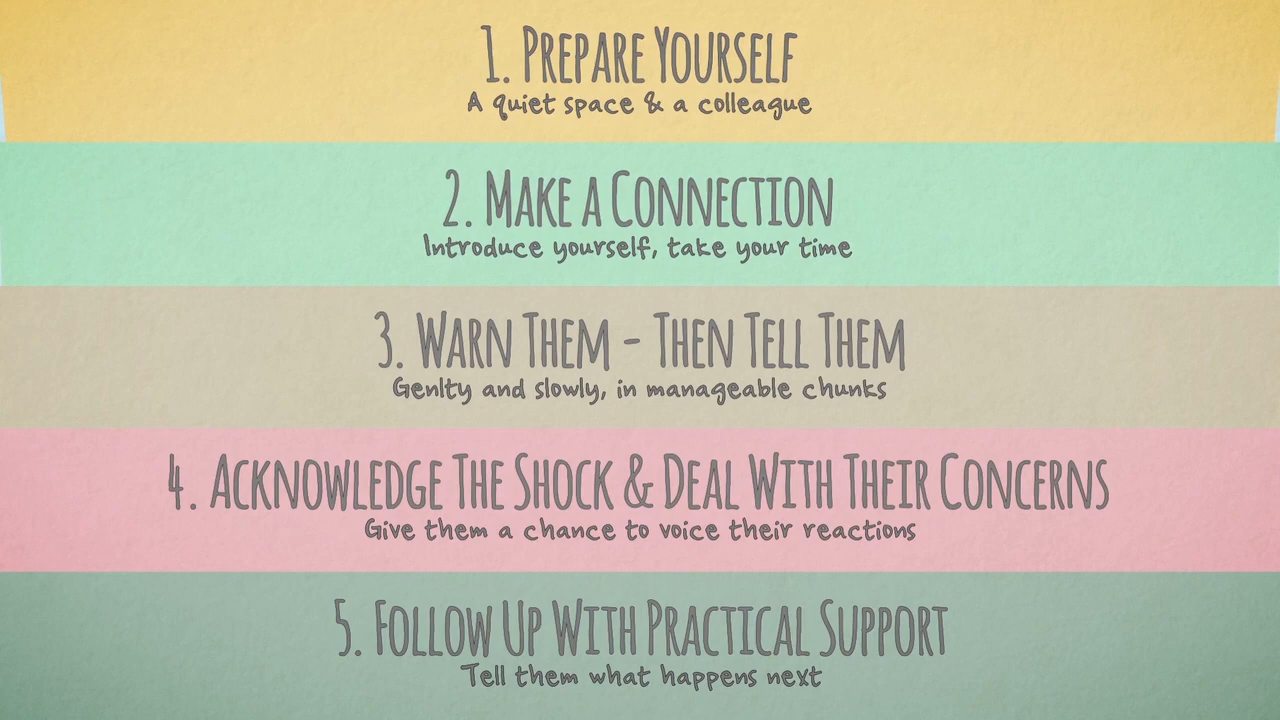 1. Prepare Yourself
A quiet space & a colleague
2. Make a Connection
Introduce yourself, take your time
3. Warn Them - Then Tell Them
Genlty and slowly, in manageable chunks
4. Acknowledge The Shock & Deal With Their Concerns
Give them a chance to voice their reactions
5. Follow Up With Practical Support
Tell them what happens next